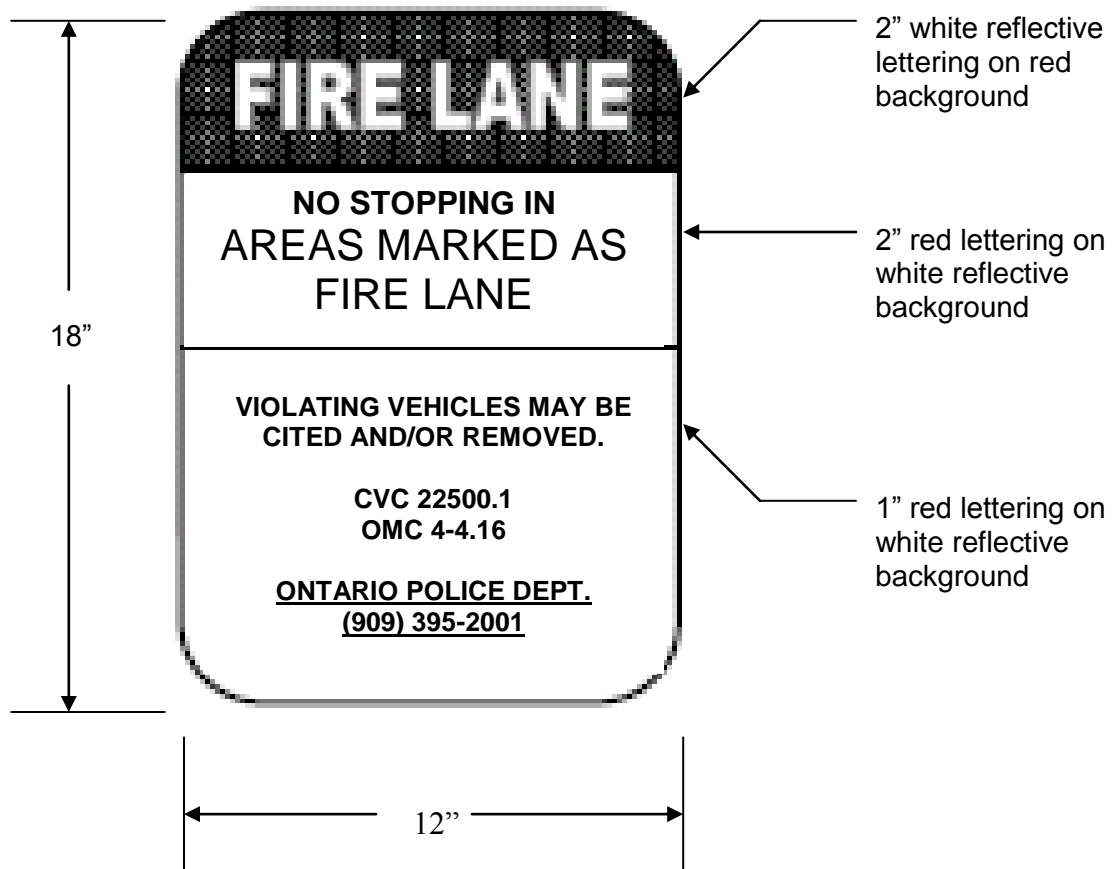 FIRE LANE
NO STOPPING IN
AREAS MARKED AS
FIRE LANE
VIOLATING VEHICLES MAY BE
CITED AND/OR REMOVED.
CVC 22500.1
OMC 4-4.16
ONTARIO POLICE DEPT.
(909) 395-2001
18”
12”
2” white reflective
lettering on red
background
2” red lettering on
white reflective
background
1” red lettering on
white reflective
background